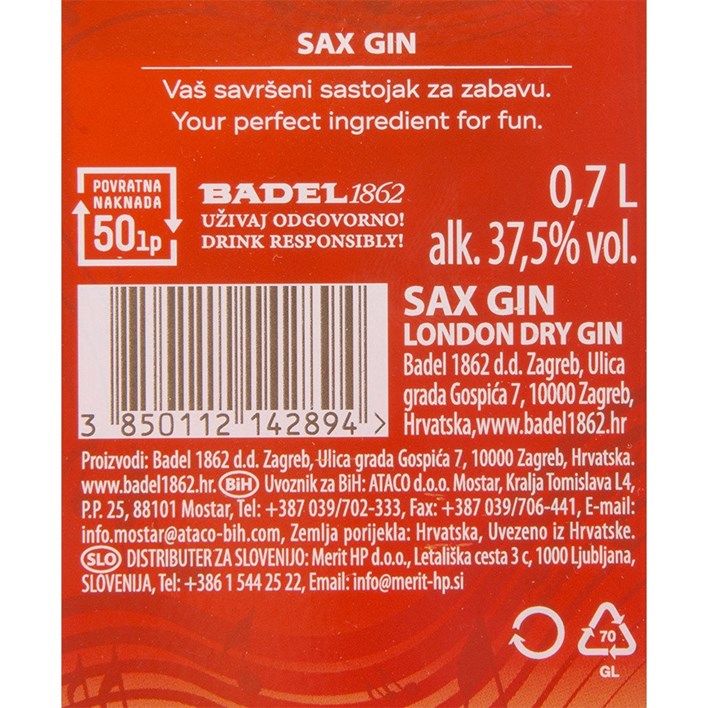 SAX GIN
Vaš savršeni sastojak za zabavu.
Your perfect ingredient for fun.
POVRATNA
NAKNADA
50lp
BADEL 1862
UŽIVAJ ODGOVORNO!
DRINK RESPONSIBLY!
0,7 L
alk. 37,5% vol.
3 850112 142894 >
SAX GIN
LONDON DRY GIN
Badel 1862 d.d. Zagreb, Ulica
grada Gospića 7, 10000 Zagreb,
Hrvatska,www.badel1862.hr
Proizvodi: Badel 1862 d.d. Zagreb, Ulica grada Gospića 7, 10000 Zagreb, Hrvatska.
www.badel1862.hr. BiH Uvoznik za BiH: ATACO d.o.o. Mostar, Kralja Tomislava L4,
P.P. 25, 88101 Mostar, Tel: +387 039/702-333, Fax: +387 039/706-441, E-mail:
info.mostar@ataco-bih.com, Zemlja porijekla: Hrvatska, Uvezeno iz Hrvatske.
SLO DISTRIBUTER ZA SLOVENIJO: Merit HP d.o.o., Letališka cesta 3 c, 1000 Ljubljana,
SLOVENIJA, Tel: +386 1 544 25 22, Email: info@merit-hp.si
70
GL